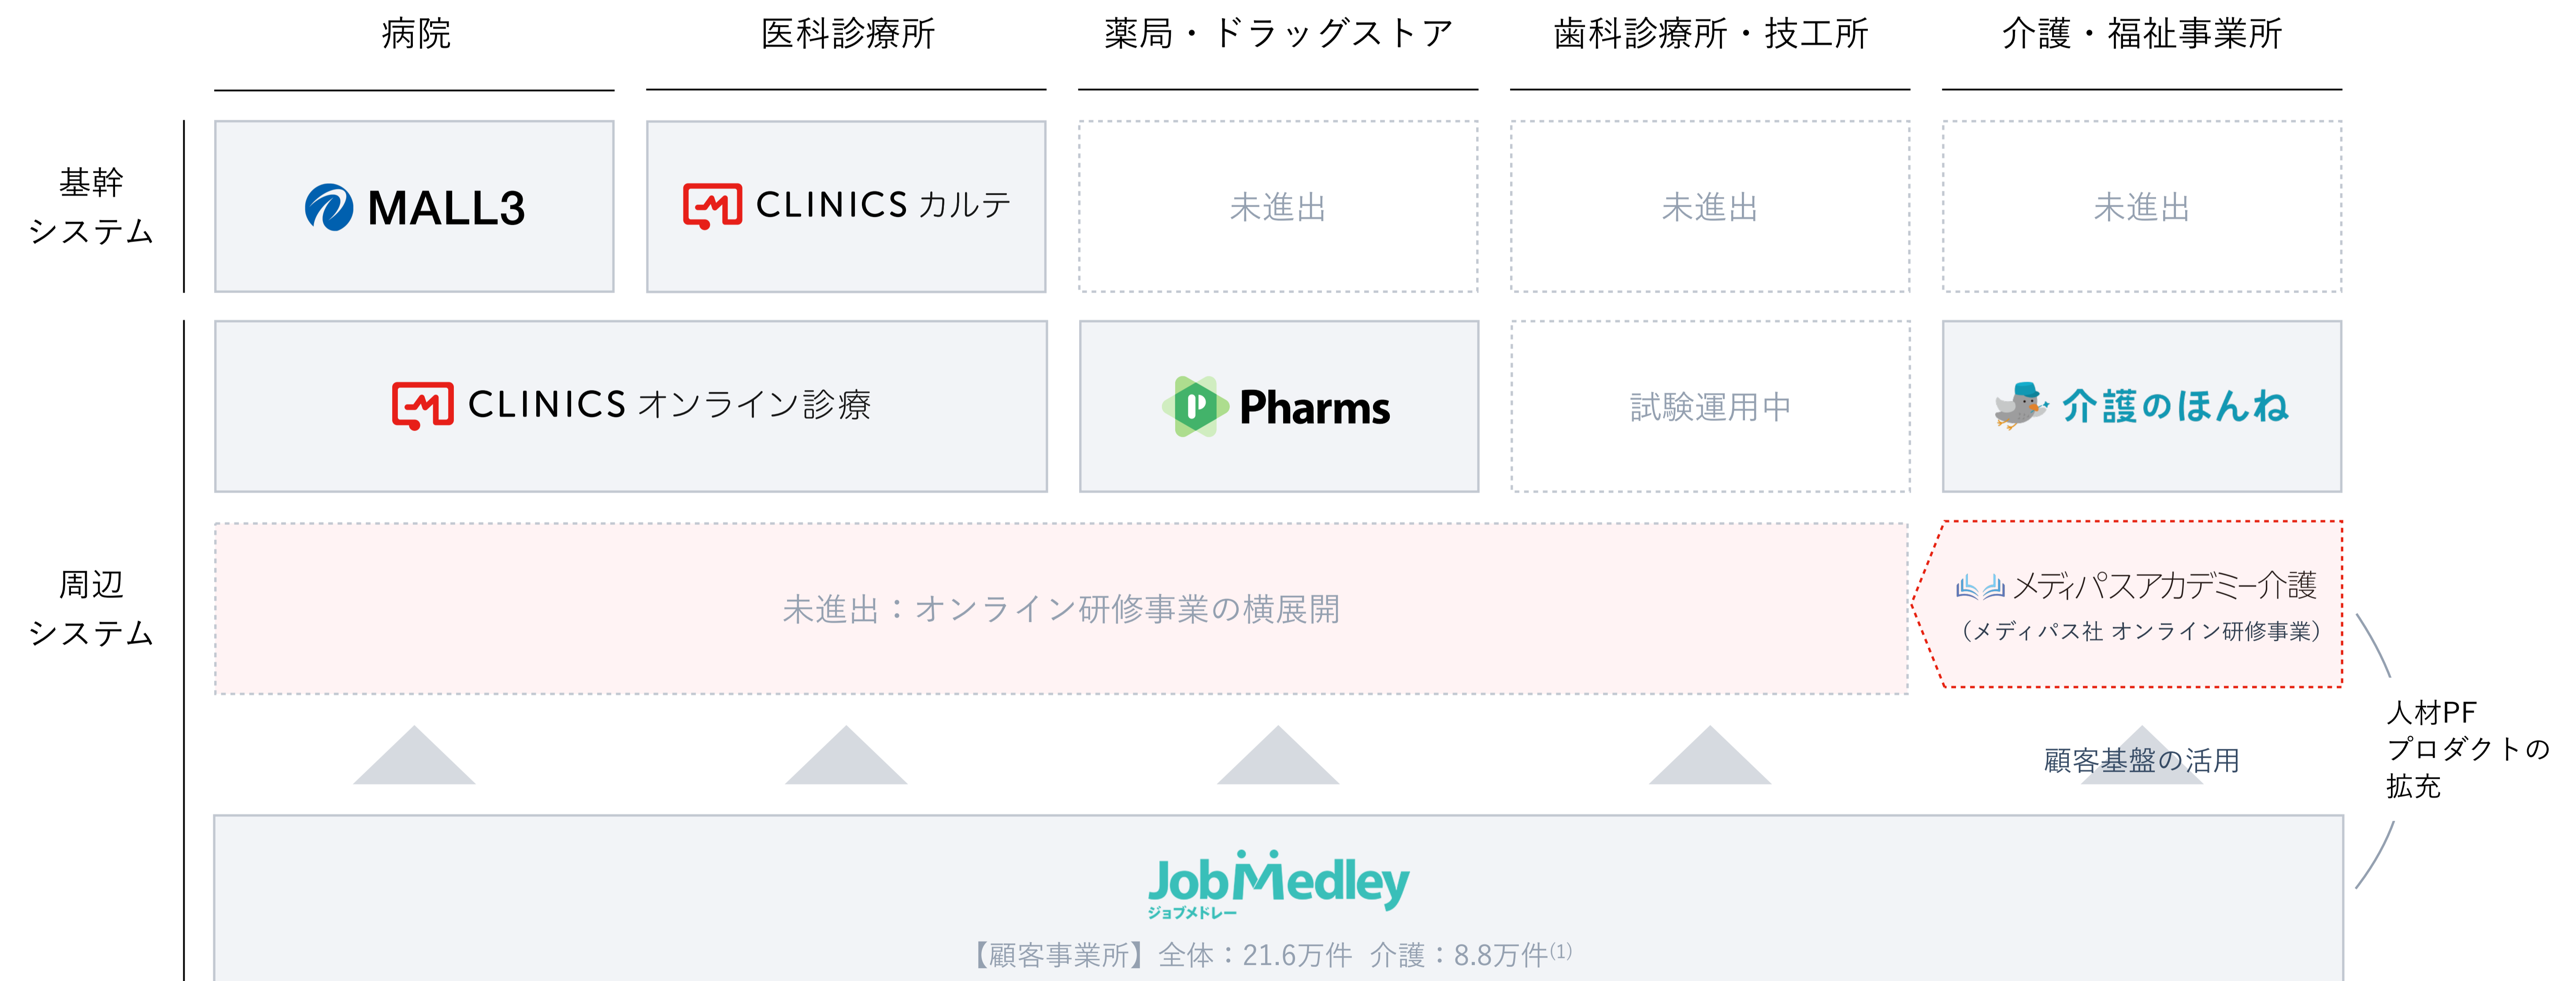 病院
医科診療所
薬局・ドラッグストア
歯科診療所・技工所
介護・福祉事業所
基幹
システム
MALL3
CLINICS カルテ
未進出
未進出
未進出
周辺
システム
CLINICS オンライン診療
Pharms
試験運用中
介護のほんね
未進出：オンライン研修事業の横展開
メディパスアカデミー介護
（メディパス社 オンライン研修事業）
顧客基盤の活用
人材PF
プロダクトの
拡充
JobMedley
ジョブメドレー
【顧客事業所】全体：21.6万件 介護：8.8万件(1)